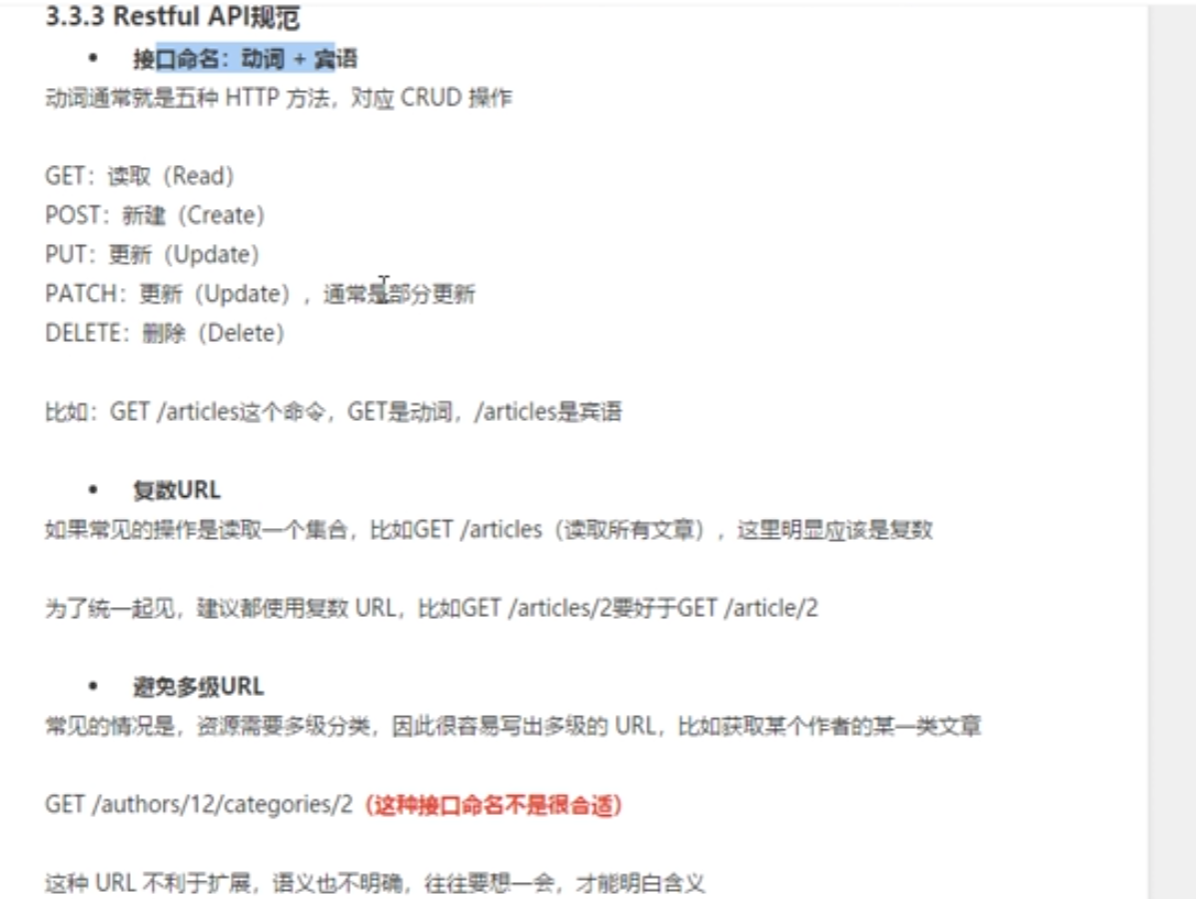 3.3.3 Restful API规范
• 接口命名：动词 + 宾语
动词通常就是五种 HTTP 方法，对应 CRUD 操作
GET：读取（Read）
POST：新建（Create）
PUT：更新（Update）
PATCH：更新（Update），通常是部分更新
DELETE：删除（Delete）
比如：GET /articles这个命令，GET是动词，/articles是宾语
• 复数URL
如果常见的操作是读取一个集合，比如GET /articles（读取所有文章），这里明显应该是复数
为了统一起见，建议都使用复数 URL，比如GET /articles/2要好于GET /article/2
• 避免多级URL
常见的情况是，资源需要多级分类，因此很容易写出多级的 URL，比如获取某个作者的某一类文章
GET /authors/12/categories/2（这种接口命名不是很合适）
这种 URL 不利于扩展，语义也不明确，往往要想一会，才能明白含义